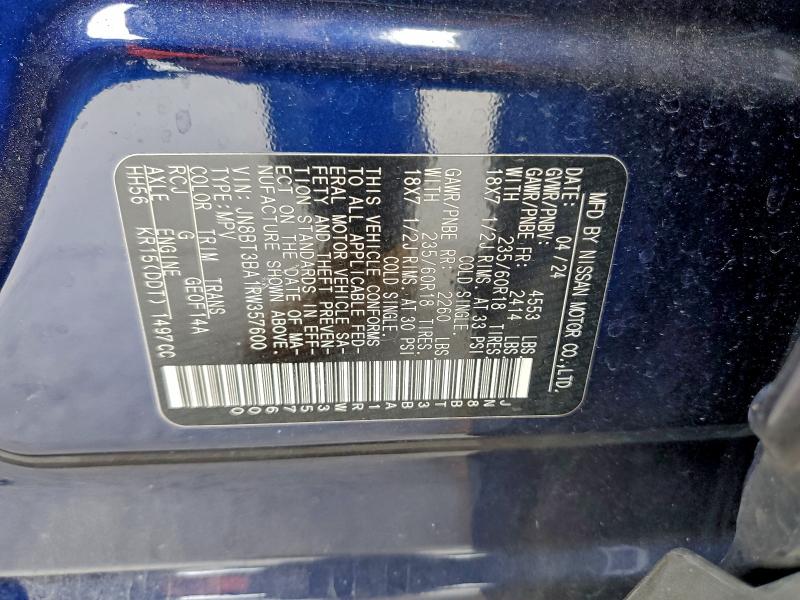 MFD BY NISSAN MOTOR CO.,LTD.
DATE: 04/24
GVWR/PNBV: 4553 LBS.
GAWR/PNBE FR: 2414 LBS.
WITH 235/60R18 TIRES.
18X7 1/2J RIMS. AT 33 PSI
COLD SINGLE.
GAWR/PNBE RR: 2260 LBS.
WITH 235/60R18 TIRES.
18X7 1/2J RIMS. AT 30 PSI
COLD SINGLE.
THIS VEHICLE CONFORMS
TO ALL APPLICABLE FED-
ERAL MOTOR VEHICLE SA-
FETY AND THEFT PREVEN-
TION STANDARDS IN EFF-
ECT ON THE DATE OF MA-
NUFACTURE SHOWN ABOVE.
VIN: JN8BT3BA1RW357600
TYPE:MPV
COLOR TRIM TRANS
RCJ G GE0F14A
AXLE ENGINE
HH56 KR15(DDT) 1497CC
JN8BT3BA1RW357600